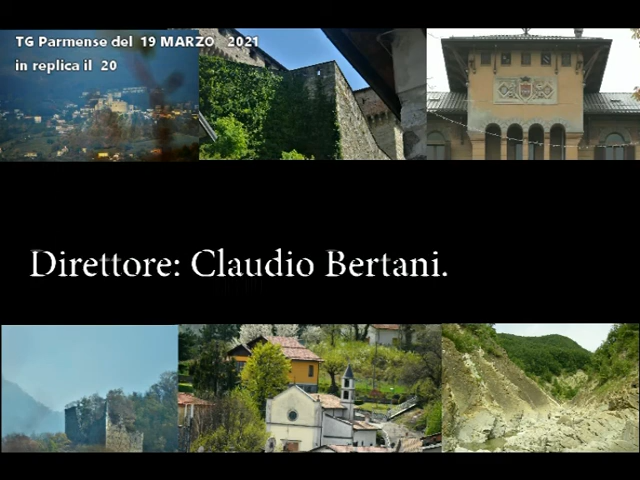 TG Parmense del 19 MARZO 2021
in replica il 20
Direttore: Claudio Bertani.